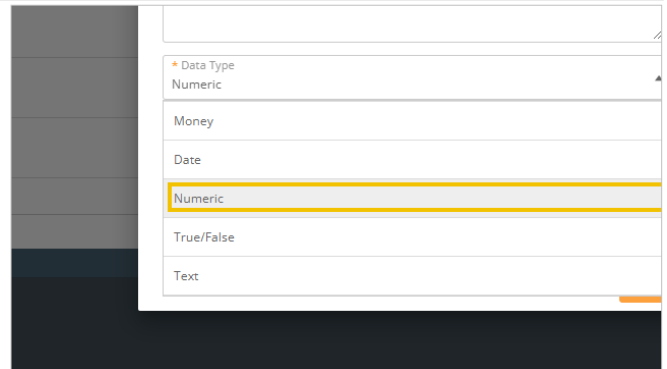 * Data Type
Numeric
Money
Date
Numeric
True/False
Text